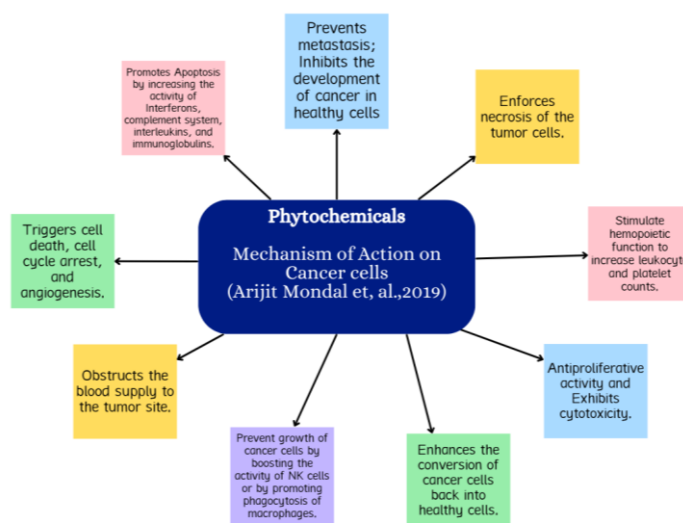 Prevents
metastasis;
Inhibits the
development
of cancer in
healthy cells
Promotes Apoptosis
by increasing the
activity of
Interferons,
complement system,
interleukins, and
immunoglobulins.
Enforces
necrosis of the
tumor cells.
Phytochemicals
Mechanism of Action on
Cancer cells
(Arijit Mondal et, al.,2019)
Triggers cell
death, cell
cycle arrest,
and
angiogenesis.
Stimulate
hemopoietic
function to
increase leukocyte
and platelet
counts.
Obstructs the
blood supply to
the tumor site.
Antiproliferative
activity and
Exhibits
cytotoxicity.
Prevent growth of
cancer cells by
boosting the
activity of NK cells
or by promoting
phagocytosis of
macrophages.
Enhances the
conversion of
cancer cells
back into
healthy cells.